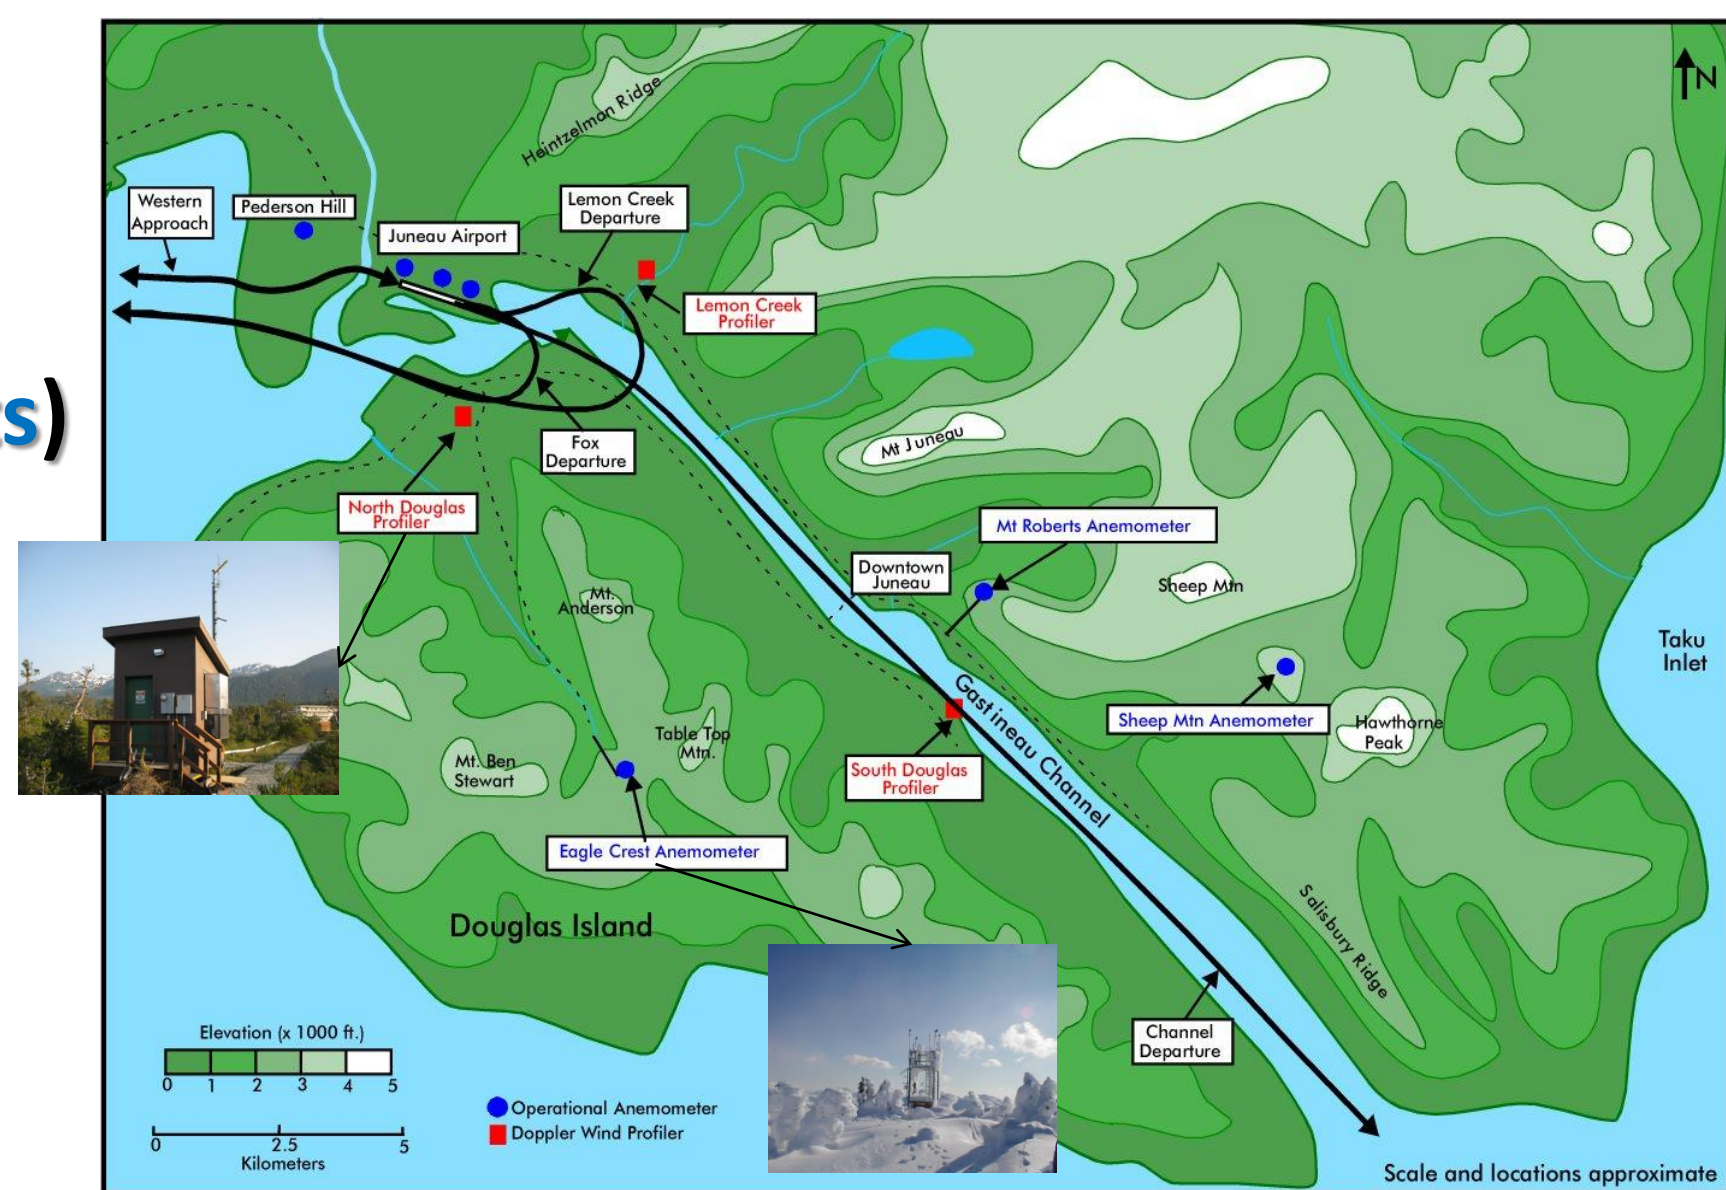 N
Heintzelman Ridge
Western
Approach
Pederson Hill
Lemon Creek
Departure
Juneau Airport
Lemon Creek
Profiler
s)
Mt Juneau
Fox
Departure
North Douglas
Profiler
Mt Roberts Anemometer
Downtown
Juneau
Sheep Mtn
Mt.
Anderson
Taku
Inlet
Gastineau Channel
Sheep Mtn Anemometer
Hawthorne
Peak
Table Top
Mtn.
Mt. Ben
Stewart
South Douglas
Profiler
Eagle Crest Anemometer
Douglas Island
Salisbury Ridge
Channel
Departure
Elevation (x 1000 ft.)
0 1 2 3 4 5
Operational Anemometer
Doppler Wind Profiler
0 2.5 5
Kilometers
Scale and locations approximate